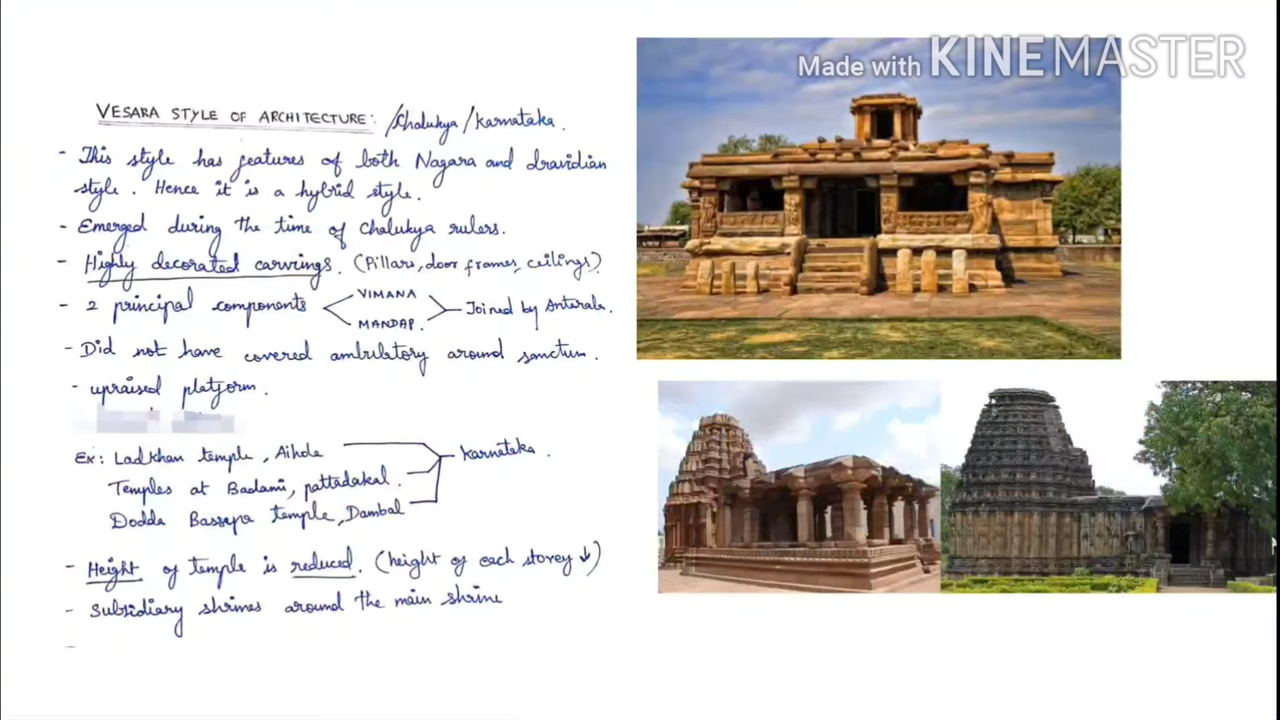 Made with KINEMASTER
VESARA STYLE OF ARCHITECTURE: /Chalukya/Karnataka.
- This style has features of both Nagara and dravidian
style. Hence it is a hybrid style.
- Emerged during the time of Chalukya rulers.
- Highly decorated carvings. (Pillars, door frames, ceilings)
- 2 principal components VIMANA MANDAP. Joined by Antarala.
- Did not have covered ambulatory around sanctum.
- upraised platform.
Ex: Ladkhan temple, Aihole
Karnataka.
Temples at Badami, pattadakal.
Dodda Bassapa temple, Dambal
- Height of temple is reduced. (height of each storey ↓)
- Subsidiary shrines around the main shrine
-